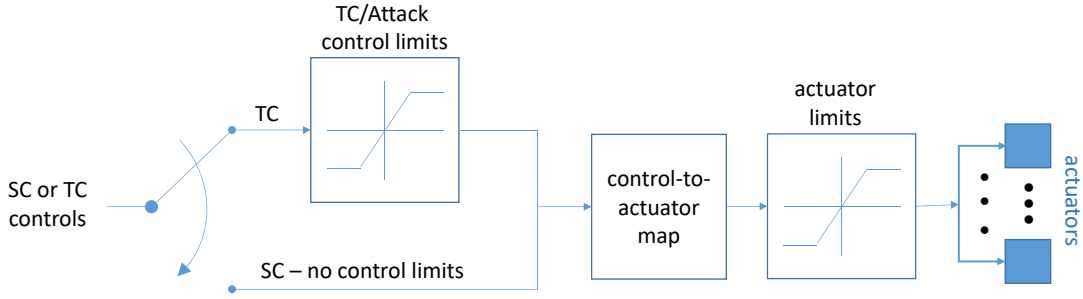 TC/Attack
control limits
TC
SC or TC
controls
SC – no control limits
control-to-
actuator
map
actuator
limits
actuators